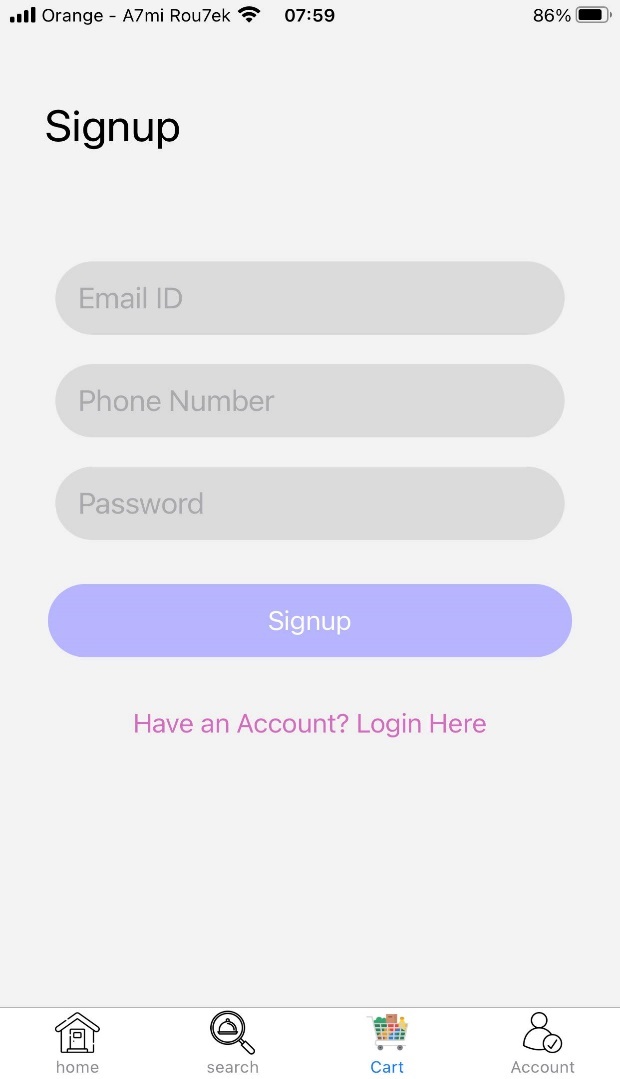 Orange - A7mi Rou7ek 07:59 86%
Signup
Email ID
Phone Number
Password
Signup
Have an Account? Login Here
home search Cart Account